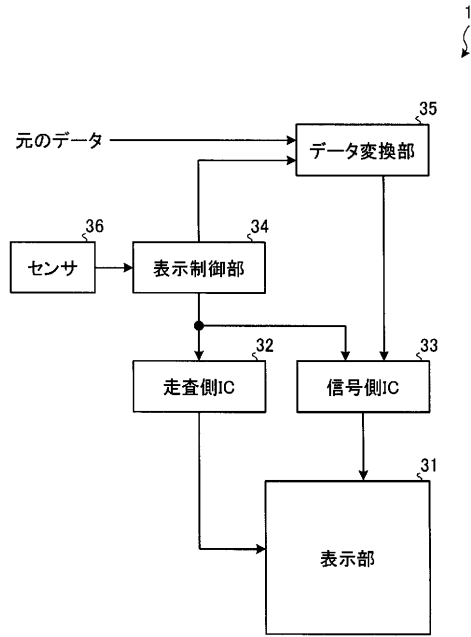 1
35
元のデータ
データ変換部
36
34
センサ
表示制御部
32
33
走査側IC
信号側IC
31
表示部